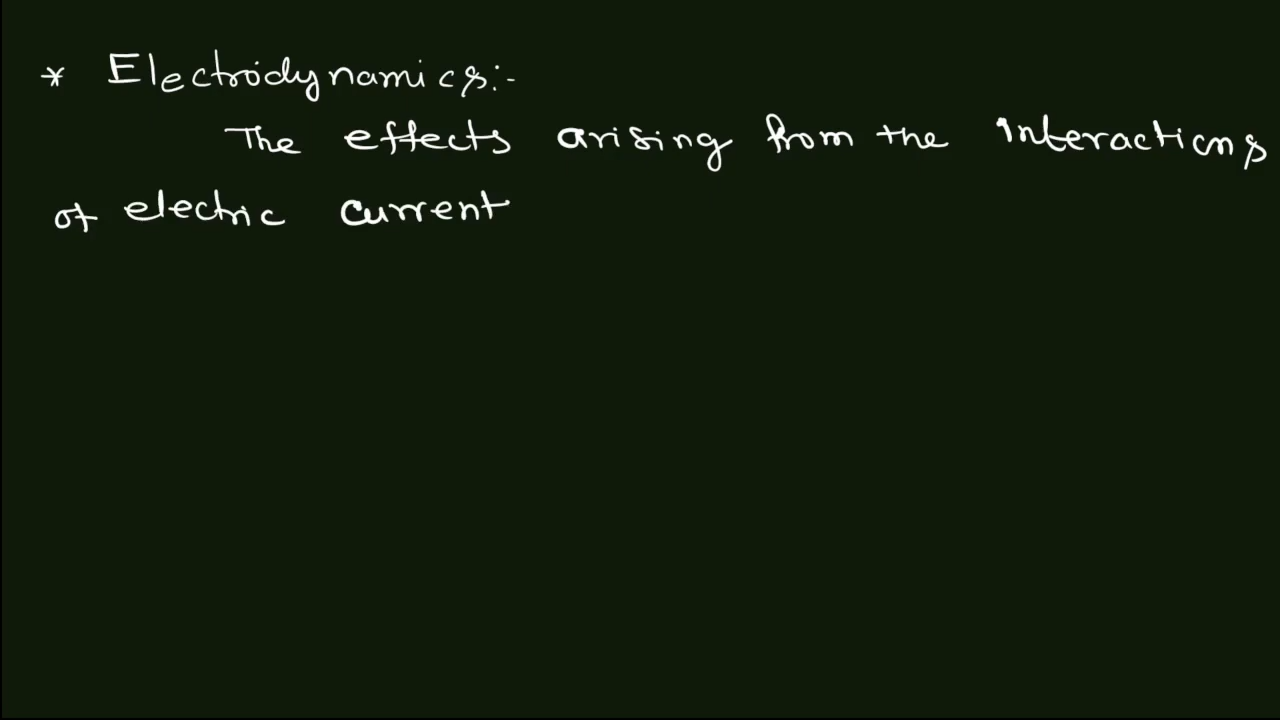 * Electrodynamics:-
The effects arising from the interactions
of electric current